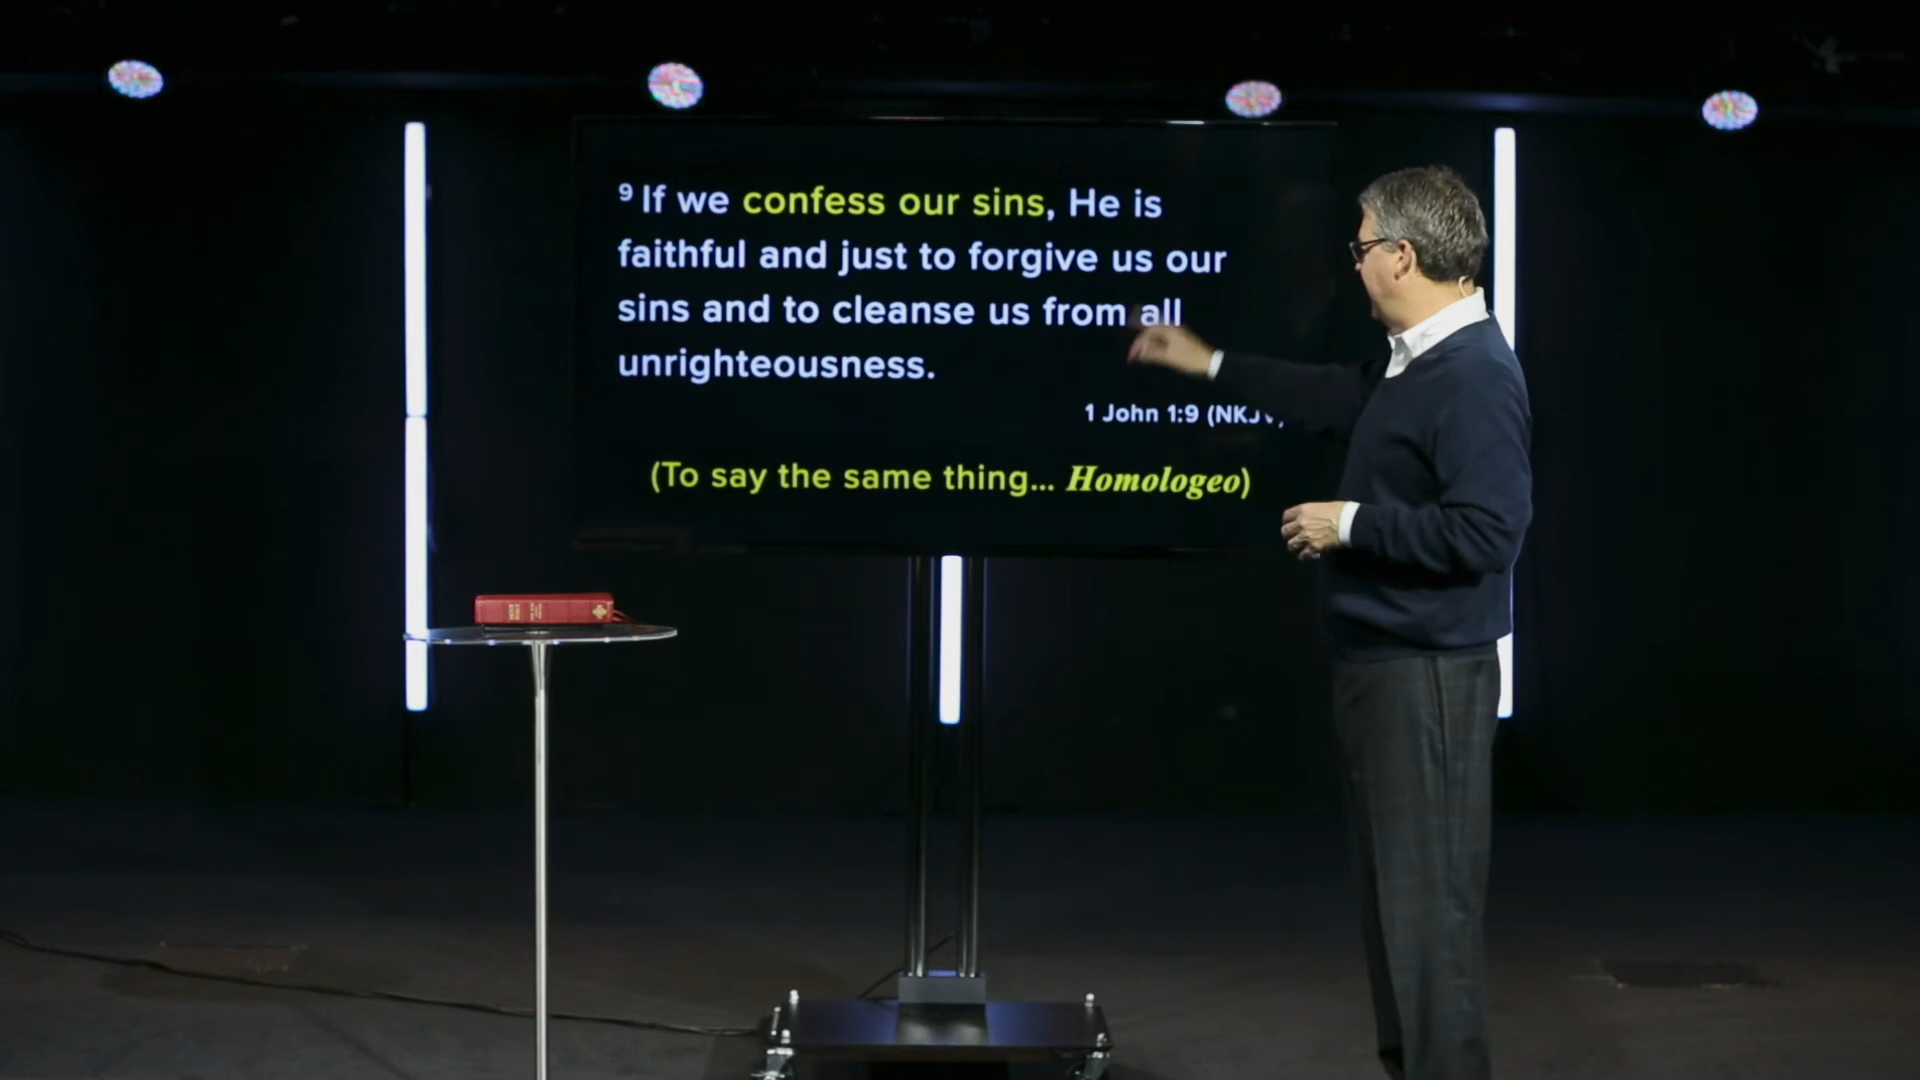 9 If we confess our sins, He is
faithful and just to forgive us our
sins and to cleanse us from all
unrighteousness.
1 John 1:9 (NKJV)
(To say the same thing... Homologeo)